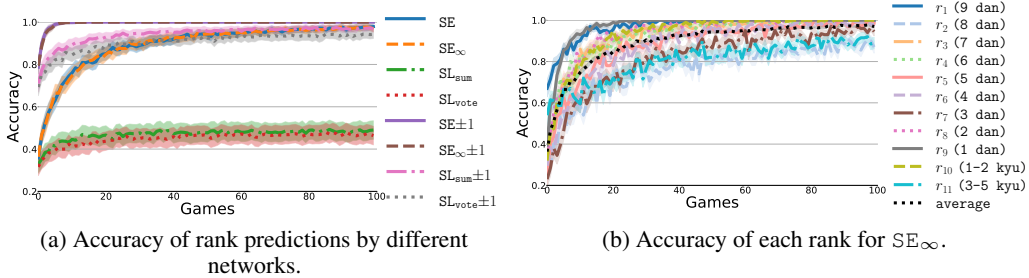 1.0
0.8
0.6
0.4
0.2
0
20
40
60
80
100
Accuracy
Games
SE
SE∞
SLsum
SLvote
SE±1
SE∞±1
SLsum±1
SLvote±1
(a) Accuracy of rank predictions by different
networks.
1.0
0.8
0.6
0.4
0.2
0
20
40
60
80
100
Accuracy
Games
r1 (9 dan)
r2 (8 dan)
r3 (7 dan)
r4 (6 dan)
r5 (5 dan)
r6 (4 dan)
r7 (3 dan)
r8 (2 dan)
r9 (1 dan)
r10 (1-2 kyu)
r11 (3-5 kyu)
average
(b) Accuracy of each rank for SE∞.